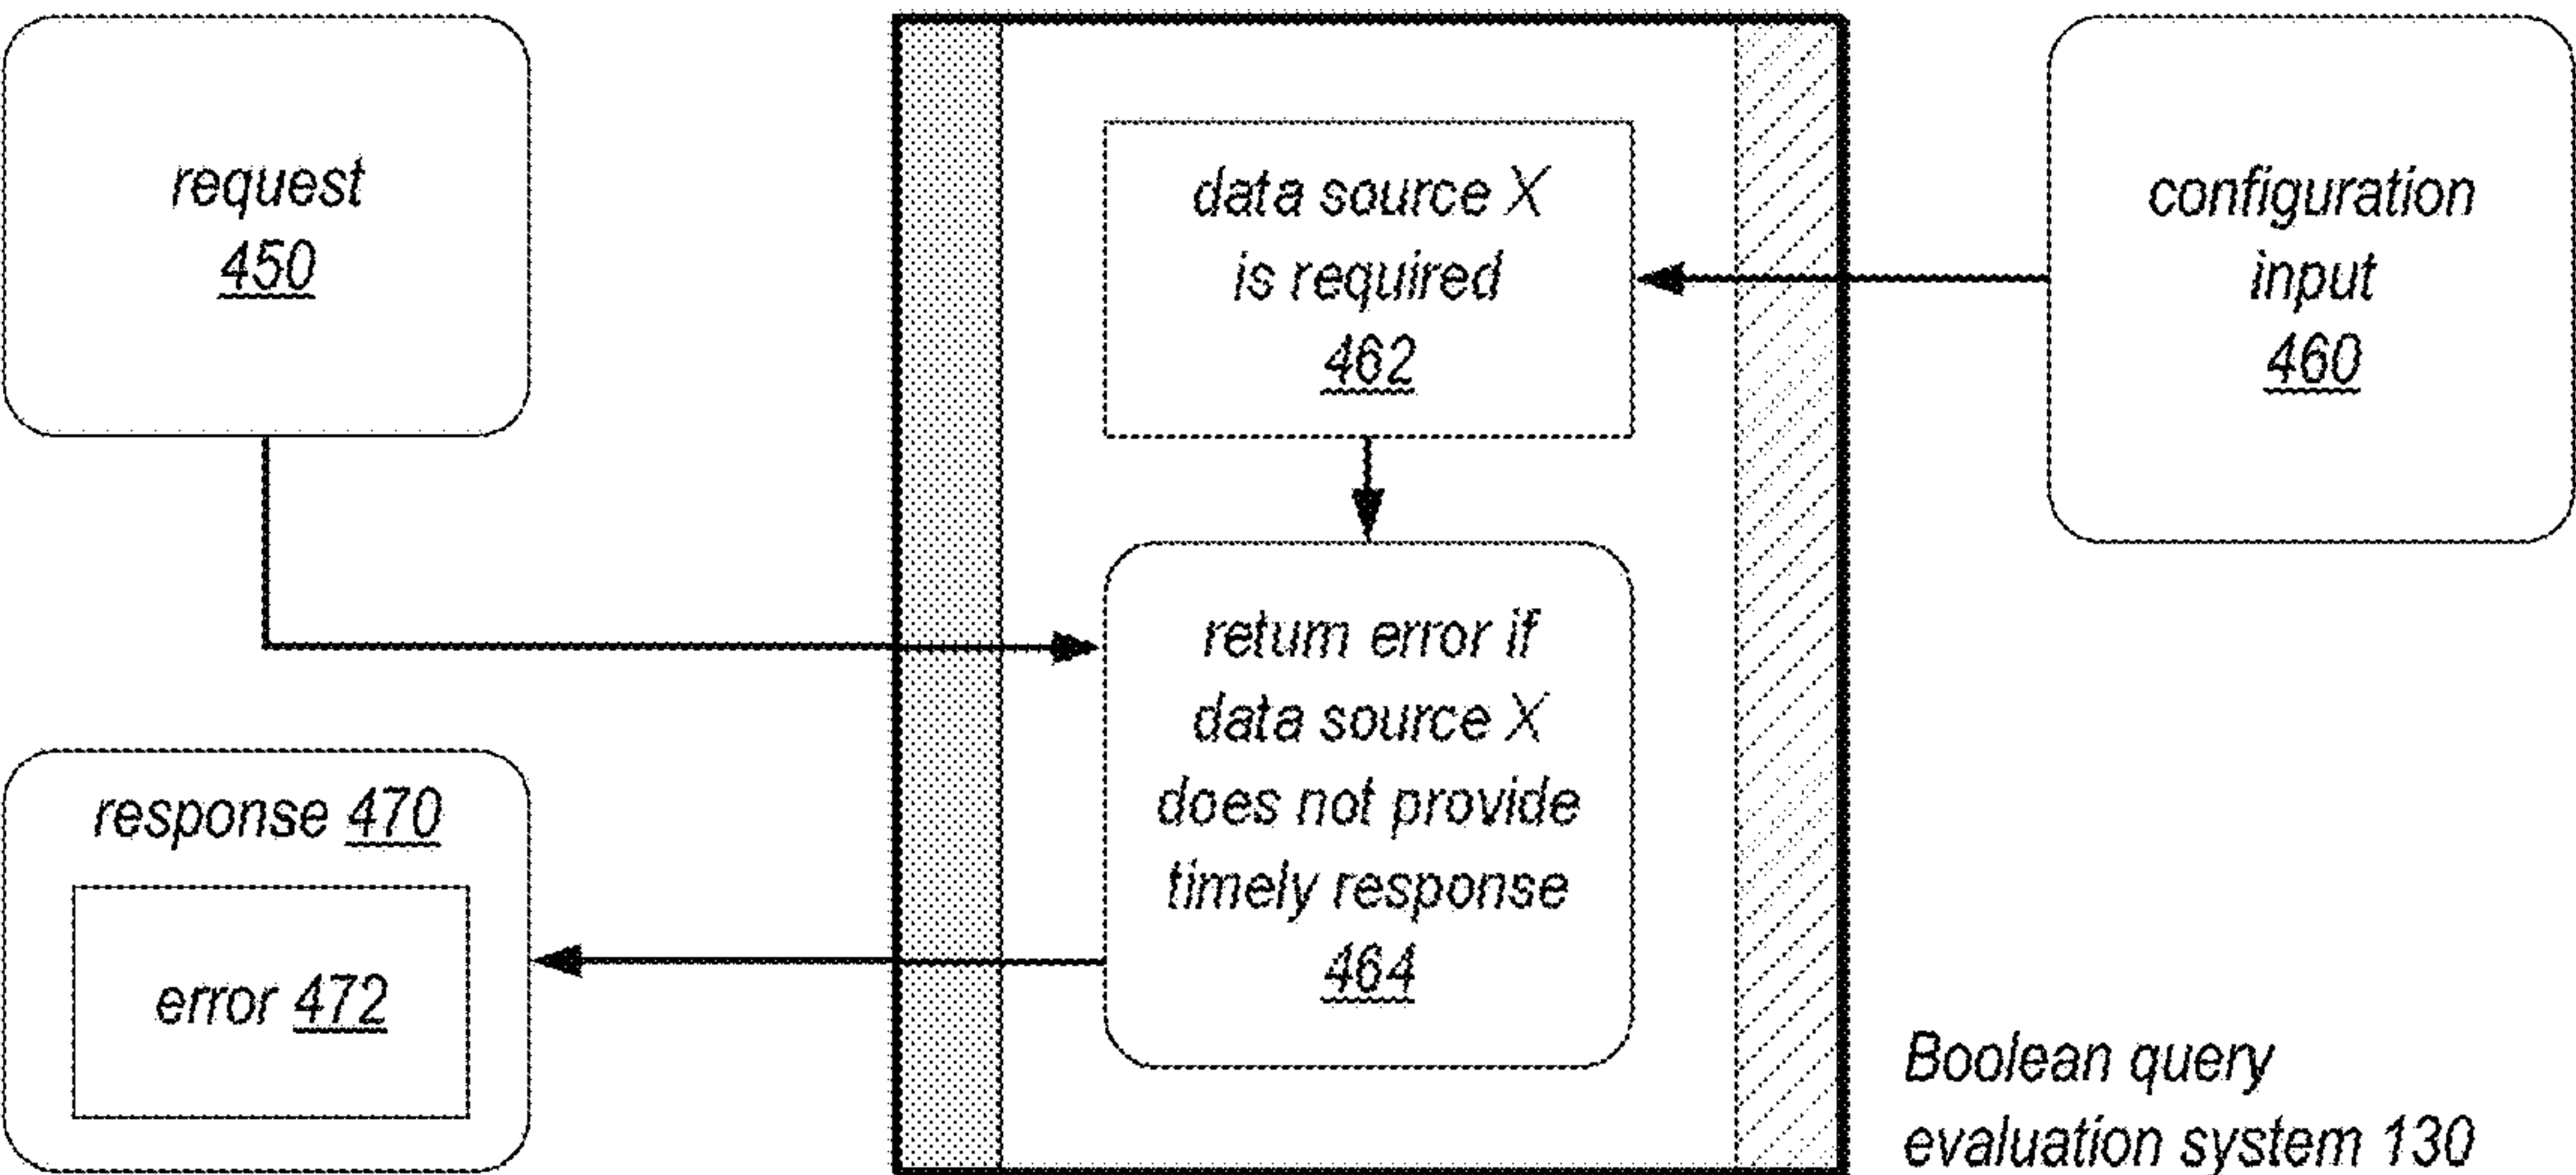 request
450
data source X
is required
462
configuration
input
460
return error if
data source X
does not provide
timely response
464
response 470
error 472
Boolean query
evaluation system 130